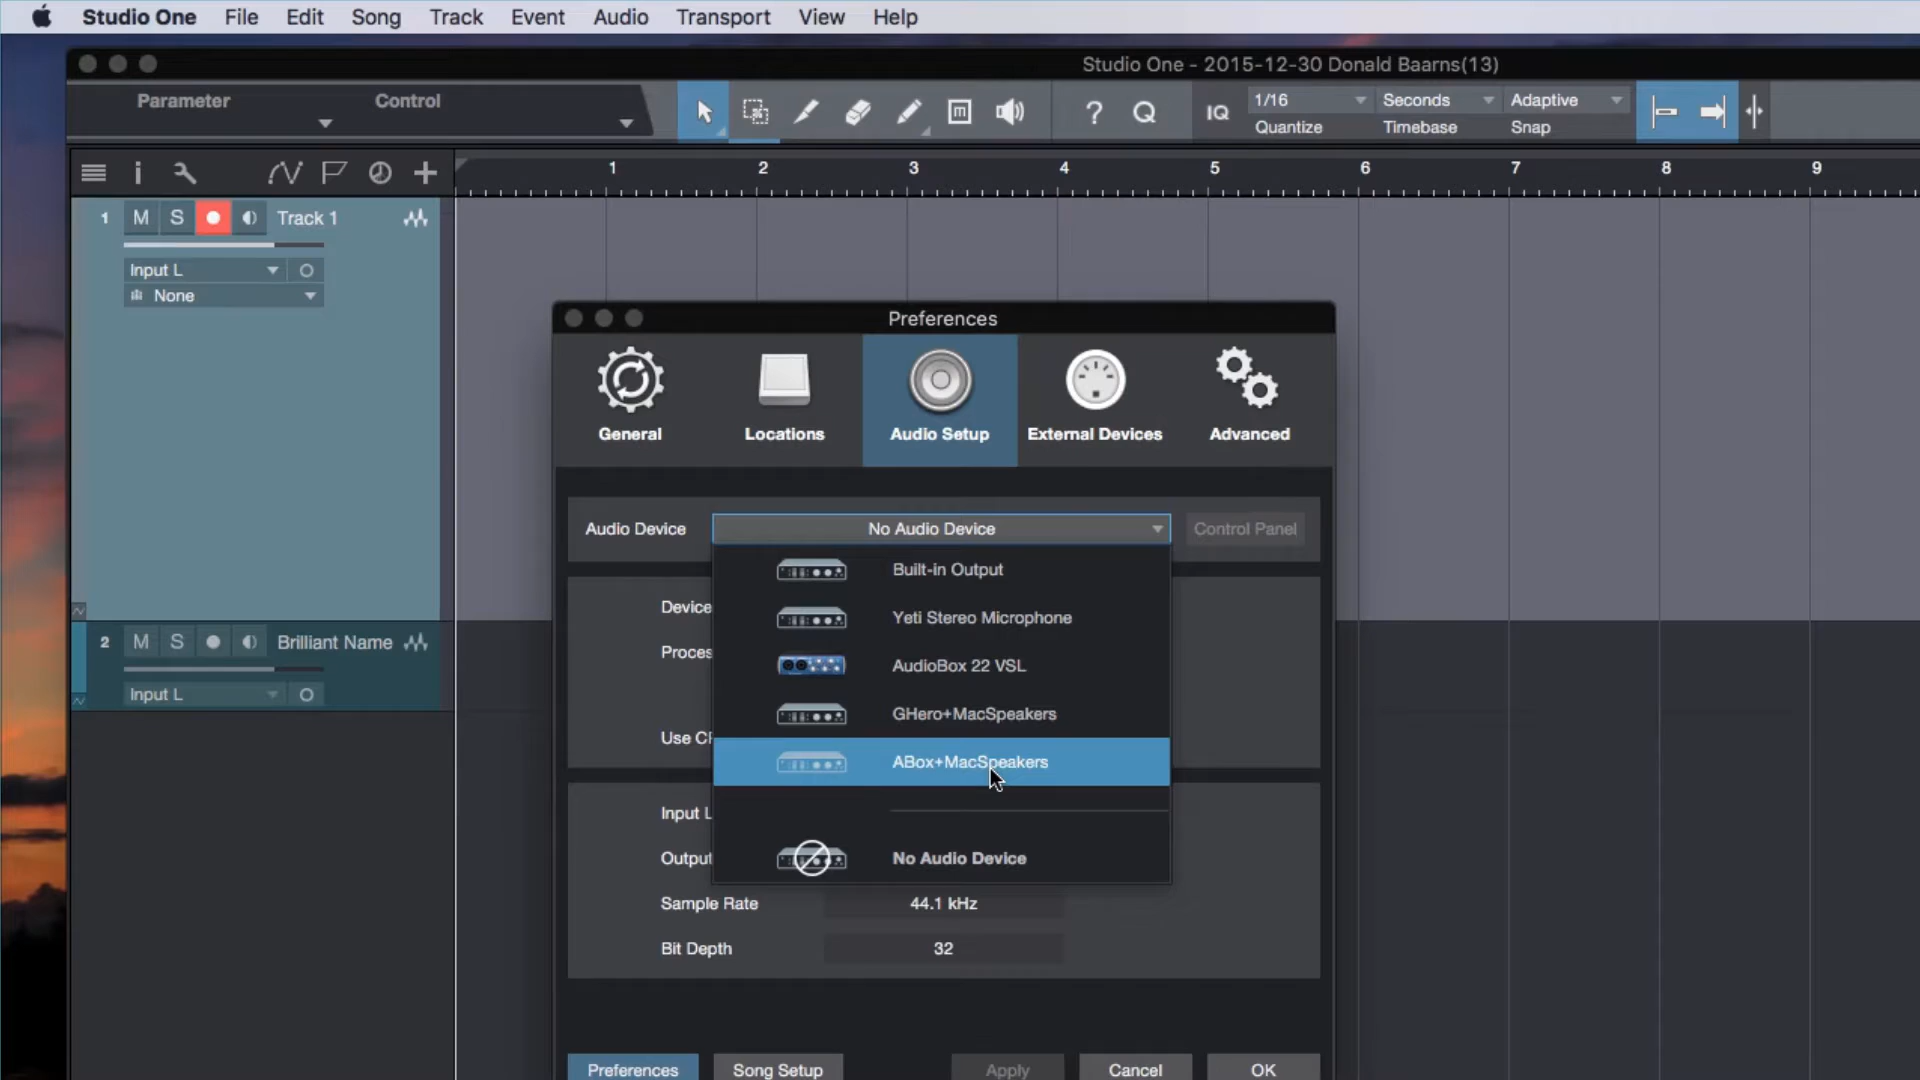 Studio One File Edit Song Track Event Audio Transport View Help
Studio One - 2015-12-30 Donald Baarns(13)
Parameter Control
? Q IQ 1/16 Seconds Adaptive
Quantize Timebase Snap
i 1 2 3 4 5 6 7 8 9
1 M S Track 1
Input L
None
Preferences
General Locations Audio Setup External Devices Advanced
Audio Device No Audio Device Control Panel
Built-in Output
Device
Yeti Stereo Microphone
Proces
AudioBox 22 VSL
2 M S Brilliant Name
Input L
GHero+MacSpeakers
Use
ABox+MacSpeakers
Input L
Output
No Audio Device
Sample Rate 44.1 kHz
Bit Depth 32
Preferences Song Setup Apply Cancel OK